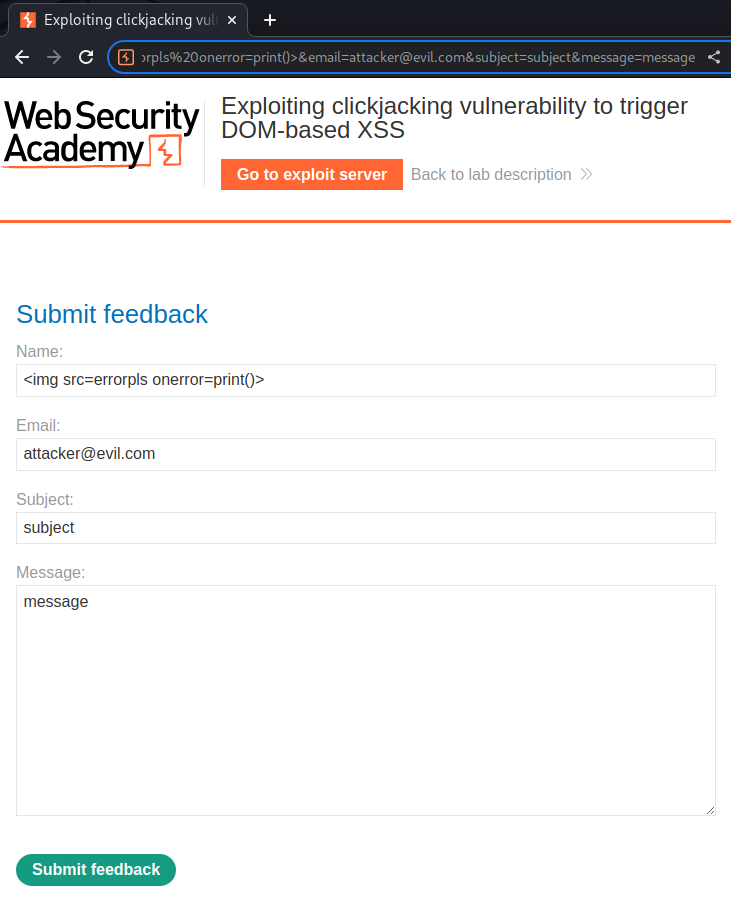 Exploiting clickjacking vul
orpls%20onerror=print()>&email=attacker@evil.com&subject=subject&message=message
Web Security
Academy
Exploiting clickjacking vulnerability to trigger
DOM-based XSS
Go to exploit server
Back to lab description
Submit feedback
Name:
<img src=errorpls onerror=print()>
Email:
attacker@evil.com
Subject:
subject
Message:
message
Submit feedback